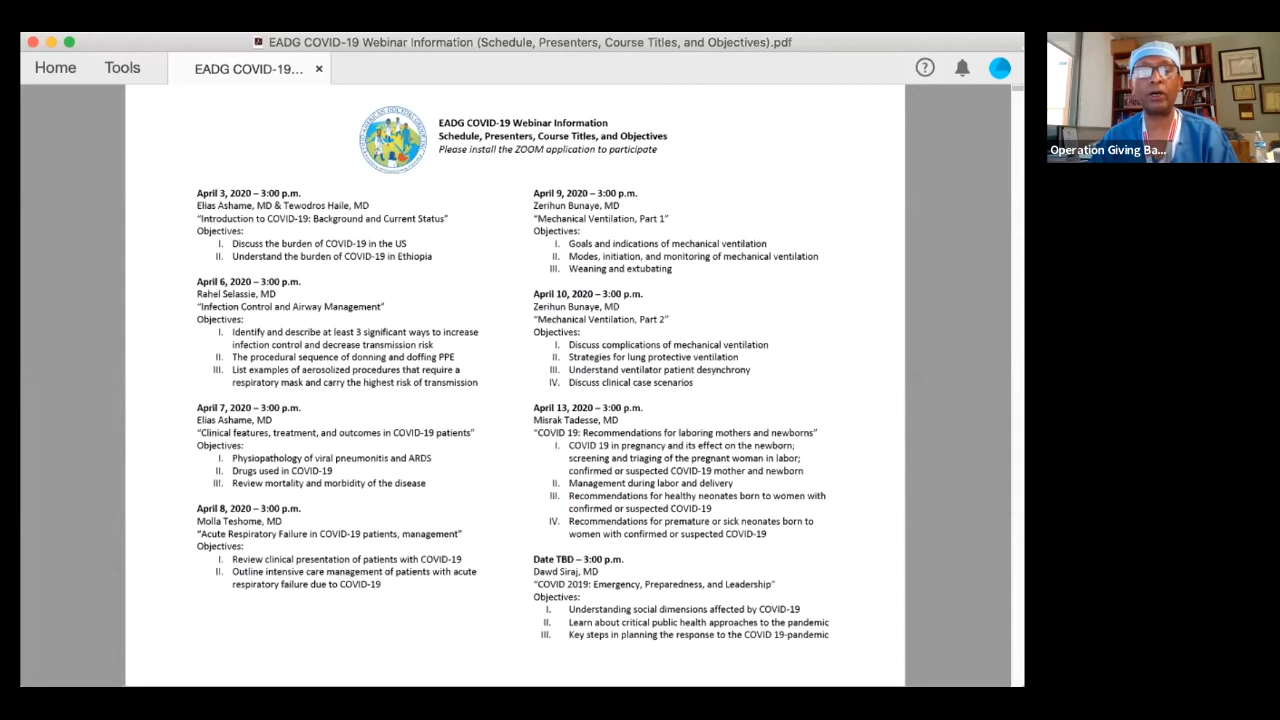 EADG COVID-19 Webinar Information (Schedule, Presenters, Course Titles, and Objectives).pdf
Home
Tools
EADG COVID-19...
EADG COVID-19 Webinar Information
Schedule, Presenters, Course Titles, and Objectives
Please install the ZOOM application to participate
April 3, 2020 – 3:00 p.m.
Elias Ashame, MD & Tewodros Haile, MD
“Introduction to COVID-19: Background and Current Status”
Objectives:
I. Discuss the burden of COVID-19 in the US
II. Understand the burden of COVID-19 in Ethiopia
April 6, 2020 – 3:00 p.m.
Rahel Selassie, MD
“Infection Control and Airway Management”
Objectives:
I. Identify and describe at least 3 significant ways to increase
infection control and decrease transmission risk
II. The procedural sequence of donning and doffing PPE
III. List examples of aerosolized procedures that require a
respiratory mask and carry the highest risk of transmission
April 7, 2020 – 3:00 p.m.
Elias Ashame, MD
“Clinical features, treatment, and outcomes in COVID-19 patients”
Objectives:
I. Physiopathology of viral pneumonitis and ARDS
II. Drugs used in COVID-19
III. Review mortality and morbidity of the disease
April 8, 2020 – 3:00 p.m.
Molla Teshome, MD
“Acute Respiratory Failure in COVID-19 patients, management”
Objectives:
I. Review clinical presentation of patients with COVID-19
II. Outline intensive care management of patients with acute
respiratory failure due to COVID-19
April 9, 2020 – 3:00 p.m.
Zerihun Bunaye, MD
“Mechanical Ventilation, Part 1”
Objectives:
I. Goals and indications of mechanical ventilation
II. Modes, initiation, and monitoring of mechanical ventilation
III. Weaning and extubating
April 10, 2020 – 3:00 p.m.
Zerihun Bunaye, MD
“Mechanical Ventilation, Part 2”
Objectives:
I. Discuss complications of mechanical ventilation
II. Strategies for lung protective ventilation
III. Understand ventilator patient desynchrony
IV. Discuss clinical case scenarios
April 13, 2020 – 3:00 p.m.
Misrak Tadesse, MD
“COVID 19: Recommendations for laboring mothers and newborns”
I. COVID 19 in pregnancy and its effect on the newborn;
screening and triaging of the pregnant woman in labor;
confirmed or suspected COVID-19 mother and newborn
Ii. Management during labor and delivery
III. Recommendations for healthy neonates born to women with
confirmed or suspected COVID-19
IV. Recommendations for premature or sick neonates born to
women with confirmed or suspected COVID-19
Date TBD – 3:00 p.m.
Dawd Siraj, MD
“COVID 2019: Emergency, Preparedness, and Leadership”
Objectives:
I. Understanding social dimensions affected by COVID-19
II. Learn about critical public health approaches to the pandemic
III. Key steps in planning the response to the COVID 19-pandemic
Operation Giving Ba...